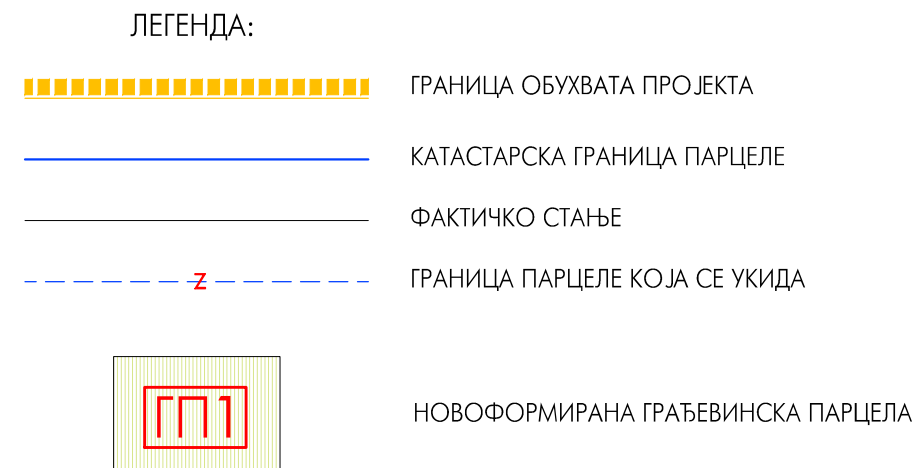 ЛЕГЕНДА:
ГРАНИЦА ОБУХВАТА ПРОЈЕКТА
КАТАСТАРСКА ГРАНИЦА ПАРЦЕЛЕ
ФАКТИЧКО СТАЊЕ
Z ГРАНИЦА ПАРЦЕЛЕ КОЈА СЕ УКИДА
ГП1 НОВОФОРМИРАНА ГРАЂЕВИНСКА ПАРЦЕЛА